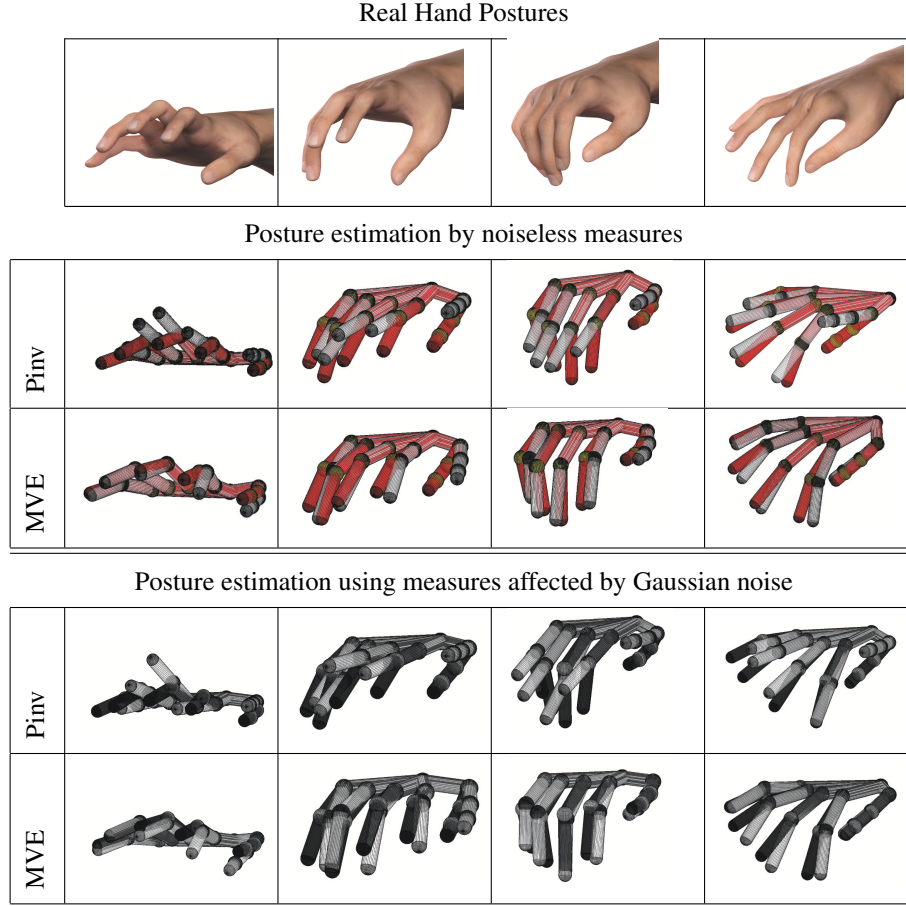 Real Hand Postures
Posture estimation by noiseless measures
Pinv
MVE
Posture estimation using measures affected by Gaussian noise
Pinv
MVE